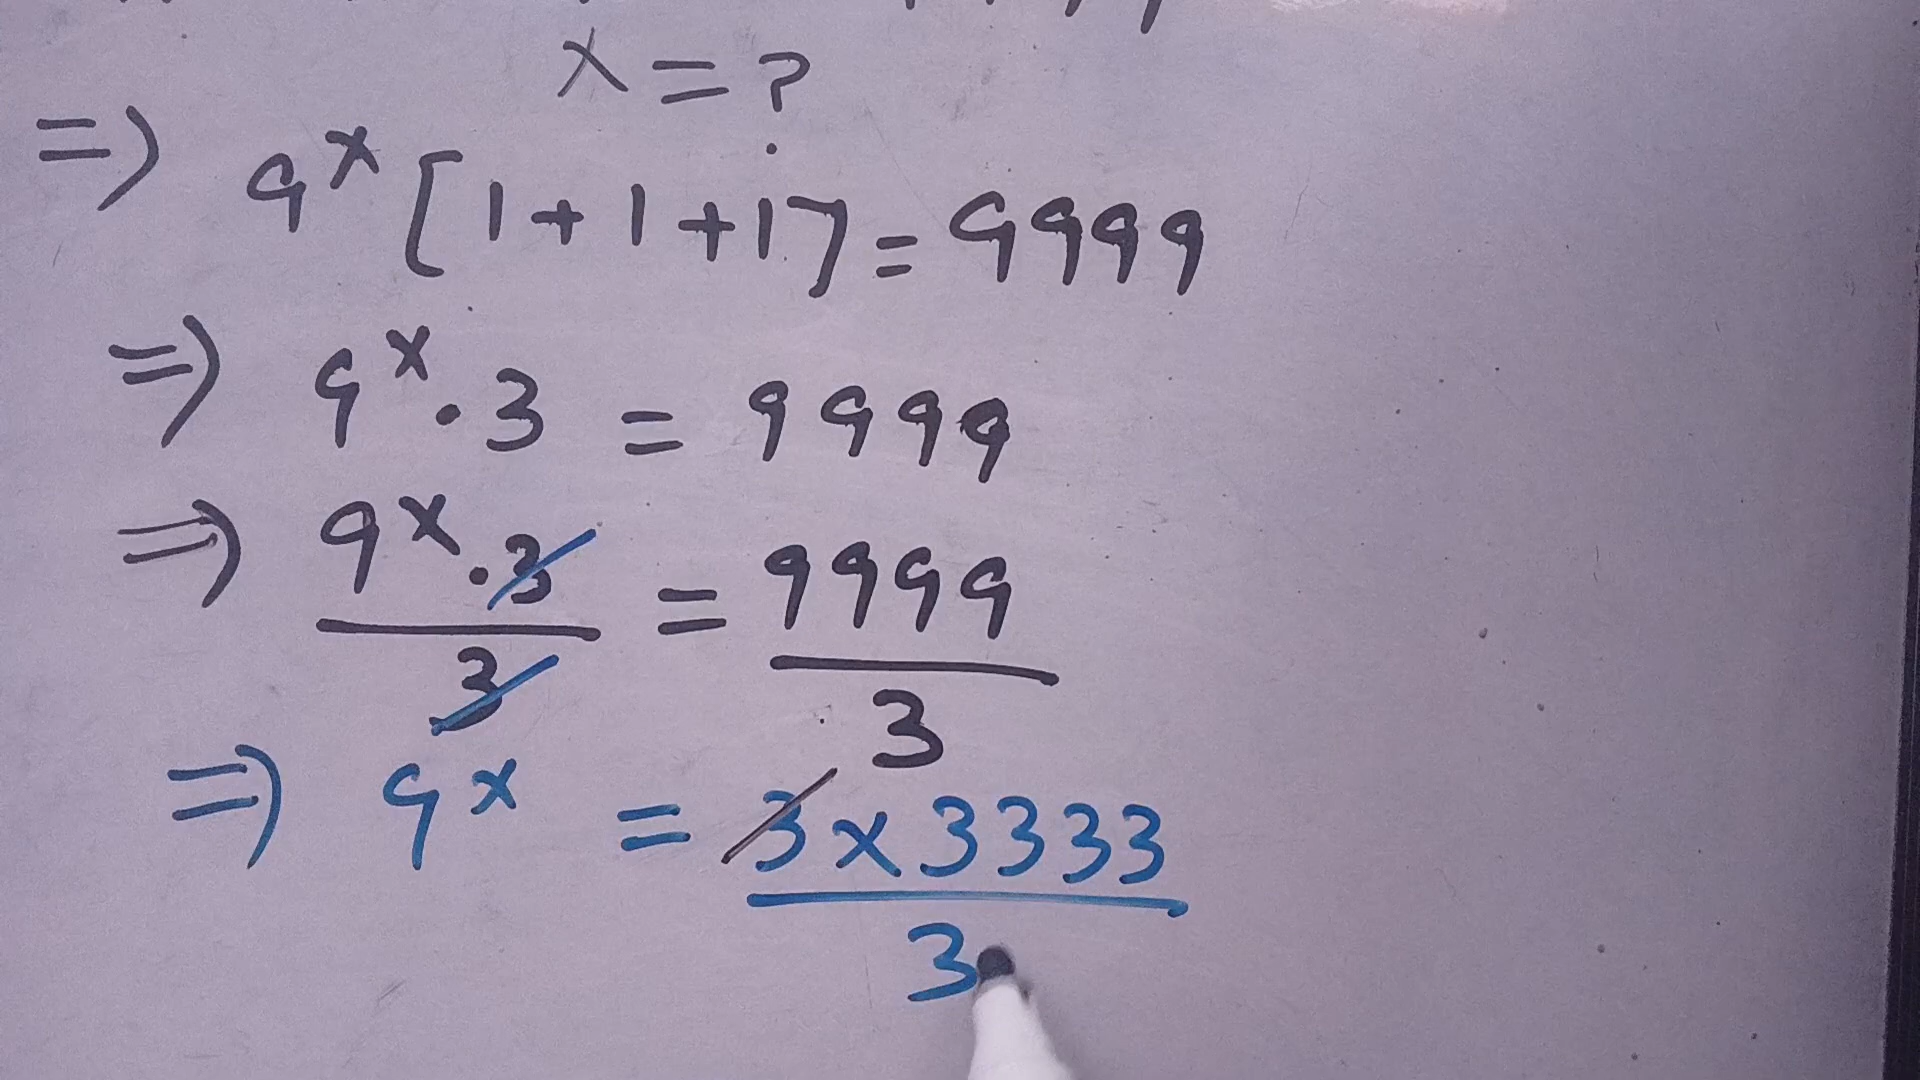 x = ?
=> 9^x [1+1+1] = 9999
=> 9^x . 3 = 9999
=> 9^x . 3 / 3 = 9999 / 3
=> 9^x = 3 x 3333 / 3